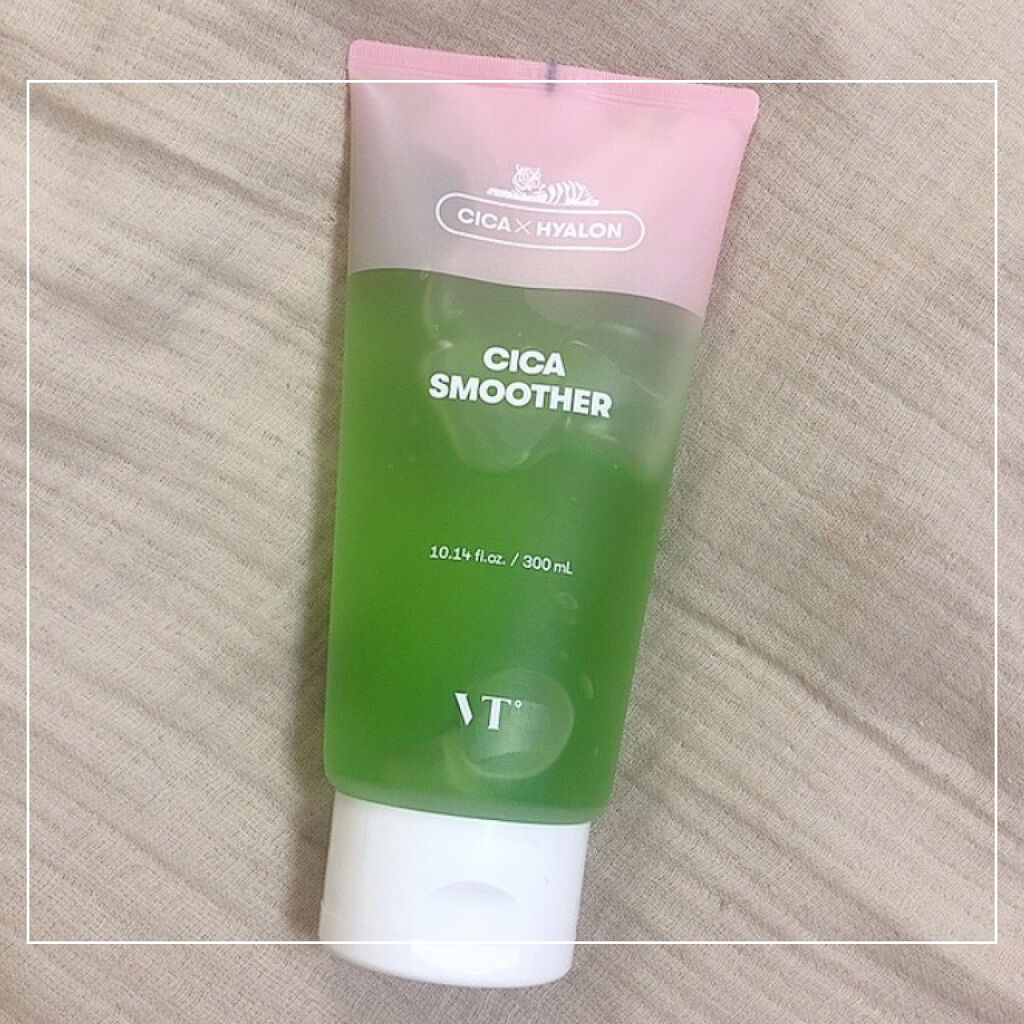 CICA×HYALON
CICA
SMOOTHER
10.14 fl.oz. / 300 mL
VT°